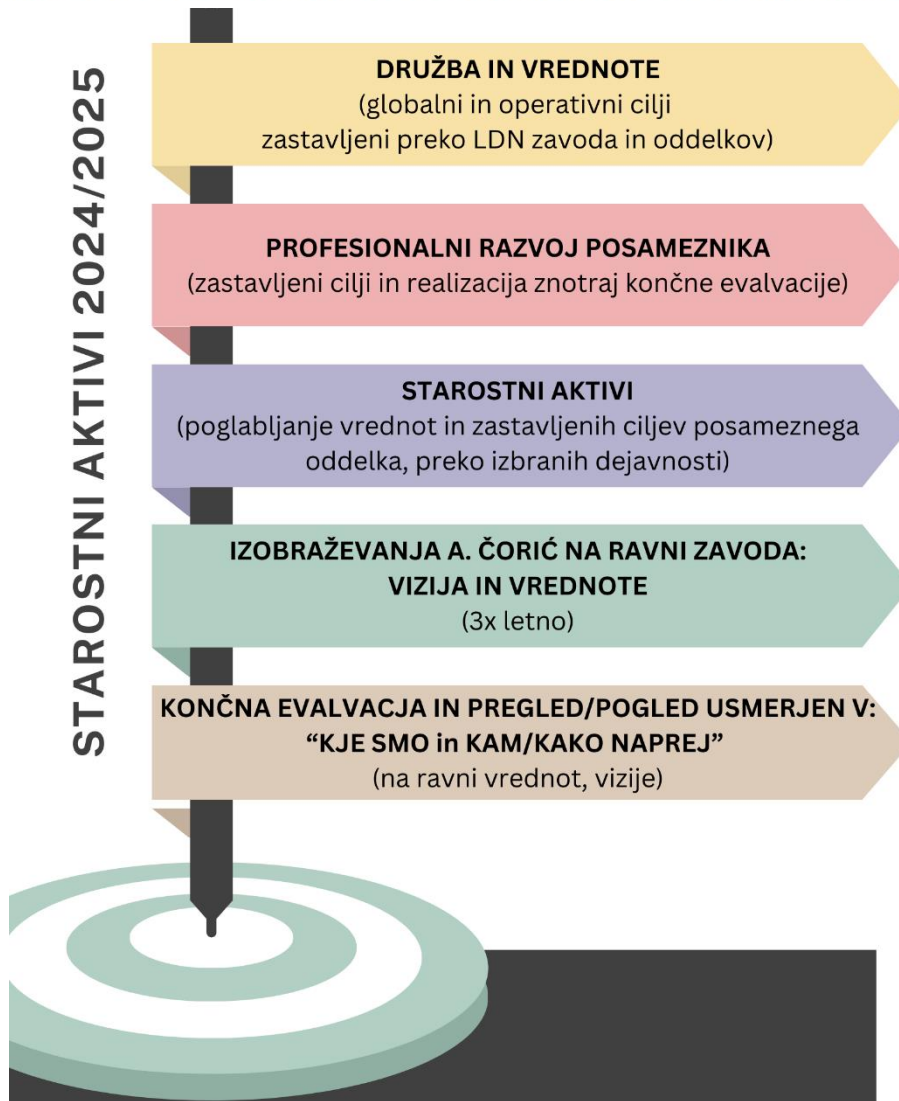 STAROSTNI AKTIVI 2024/2025
DRUŽBA IN VREDNOTE
(globalni in operativni cilji
zastavljeni preko LDN zavoda in oddelkov)
PROFESIONALNI RAZVOJ POSAMEZNIKA
(zastavljeni cilji in realizacija znotraj končne evalvacije)
STAROSTNI AKTIVI
(poglabljanje vrednot in zastavljenih ciljev posameznega
oddelka, preko izbranih dejavnosti)
IZOBRAŽEVANJA A. ČORIĆ NA RAVNI ZAVODA:
VIZIJA IN VREDNOTE
(3x letno)
KONČNA EVALVACJA IN PREGLED/POGLED USMERJEN V:
“KJE SMO in KAM/KAKO NAPREJ”
(na ravni vrednot, vizije)